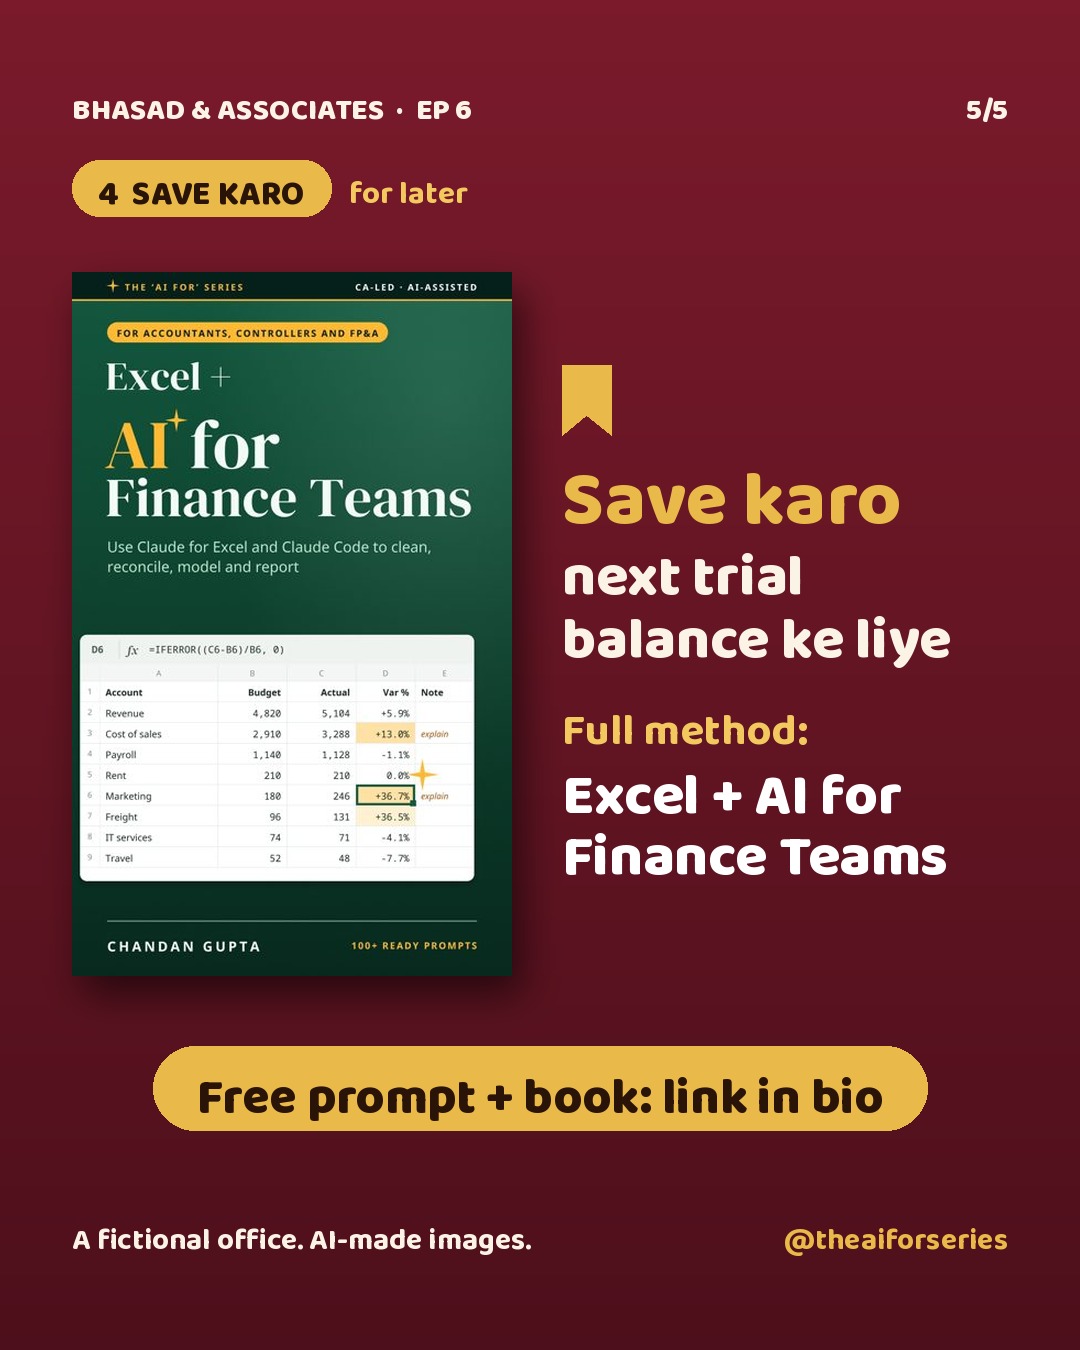 BHASAD & ASSOCIATES · EP 6
5/5
4 SAVE KARO for later
THE 'AI FOR' SERIES
CA-LED · AI-ASSISTED
FOR ACCOUNTANTS, CONTROLLERS AND FP&A
Excel +
AI for
Finance Teams
Use Claude for Excel and Claude Code to clean,
reconcile, model and report
D6 fx =IFERROR((C6-B6)/B6, 0)
A B C D E
1 Account Budget Actual Var % Note
2 Revenue 4,820 5,104 +5.9%
3 Cost of sales 2,910 3,288 +13.0% explain
4 Payroll 1,140 1,128 -1.1%
5 Rent 210 210 0.0%
6 Marketing 180 246 +36.7% explain
7 Freight 96 131 +36.5%
8 IT services 74 71 -4.1%
9 Travel 52 48 -7.7%
CHANDAN GUPTA
100+ READY PROMPTS
Save karo
next trial
balance ke liye
Full method:
Excel + AI for
Finance Teams
Free prompt + book: link in bio
A fictional office. AI-made images.
@theaiforseries